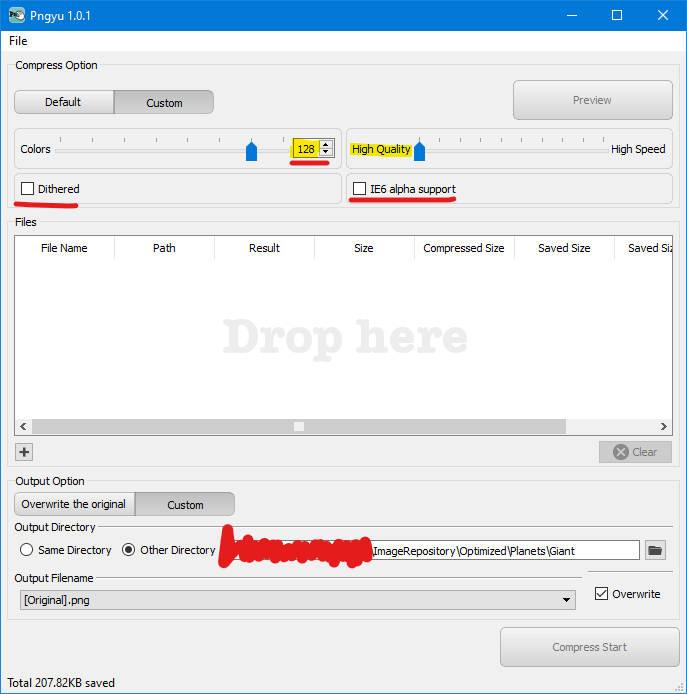 Pngyu 1.0.1
File
Compress Option
Default Custom Preview
Colors 128 High Quality High Speed
Dithered IE6 alpha support
Files
File Name Path Result Size Compressed Size Saved Size Saved Siz
Drop here
Clear
Output Option
Overwrite the original Custom
Output Directory
Same Directory Other Directory \ImageRepository\Optimized\Planets\Giant
Output Filename
[Original].png Overwrite
Compress Start
Total 207.82KB saved